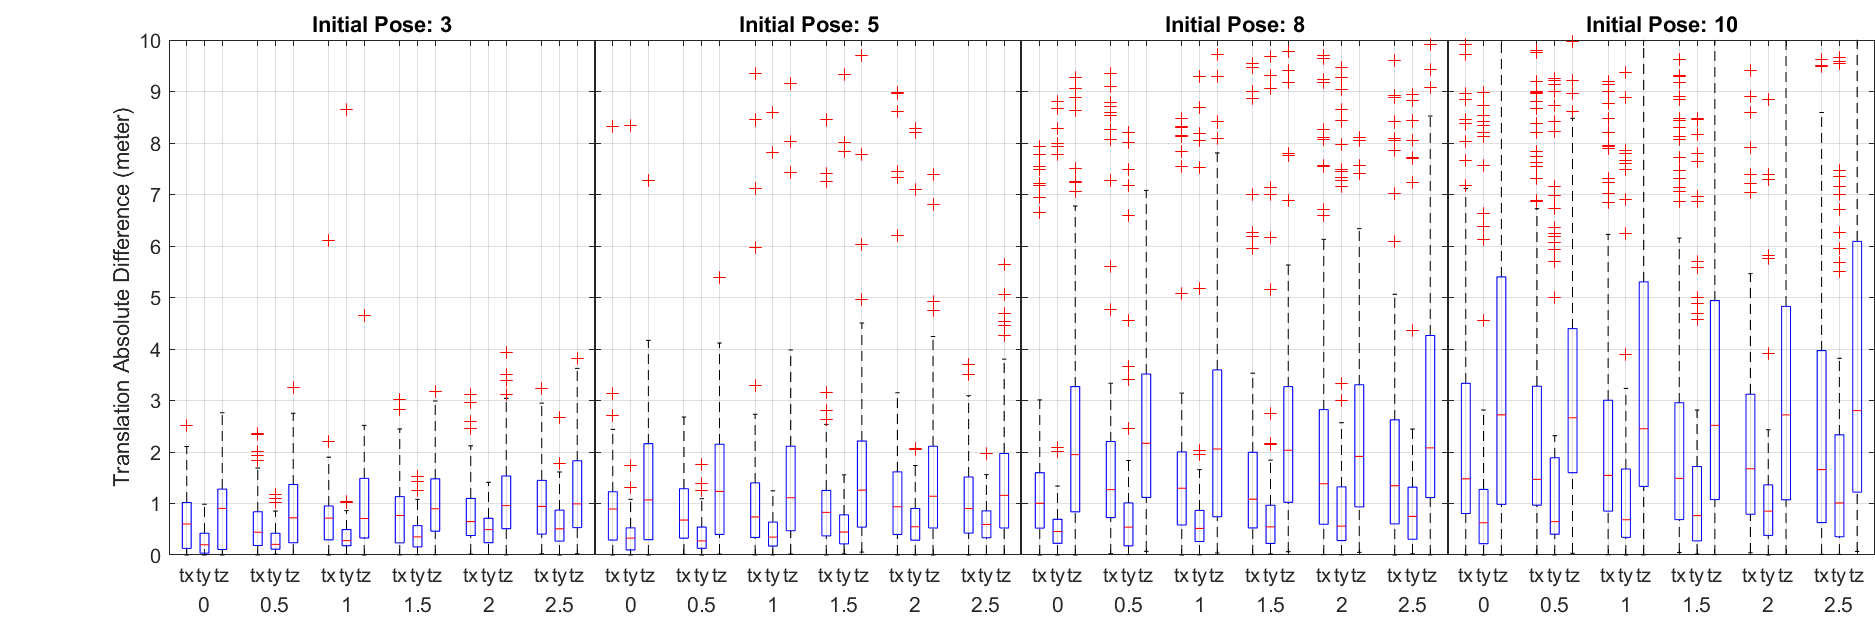 Initial Pose: 3 Initial Pose: 5 Initial Pose: 8 Initial Pose: 10
Translation Absolute Difference (meter)
10
9
8
7
6
5
4
3
2
1
0
tx ty tz tx ty tz tx ty tz tx ty tz tx ty tz tx ty tz tx ty tz tx ty tz tx ty tz tx ty tz tx ty tz tx ty tz tx ty tz tx ty tz tx ty tz tx ty tz tx ty tz tx ty tz tx ty tz tx ty tz tx ty tz tx ty tz tx ty tz tx ty tz
0 0.5 1 1.5 2 2.5 0 0.5 1 1.5 2 2.5 0 0.5 1 1.5 2 2.5 0 0.5 1 1.5 2 2.5